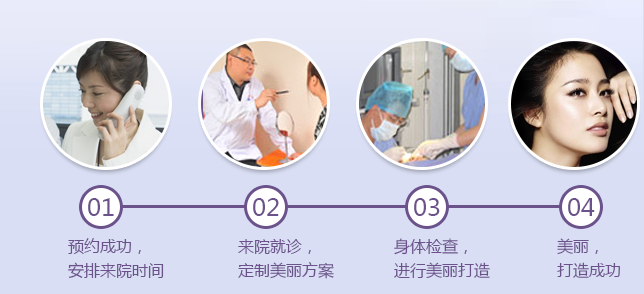 01
02
03
04
预约成功，
安排来院时间
来院就诊，
定制美丽方案
身体检查，
进行美丽打造
美丽，
打造成功